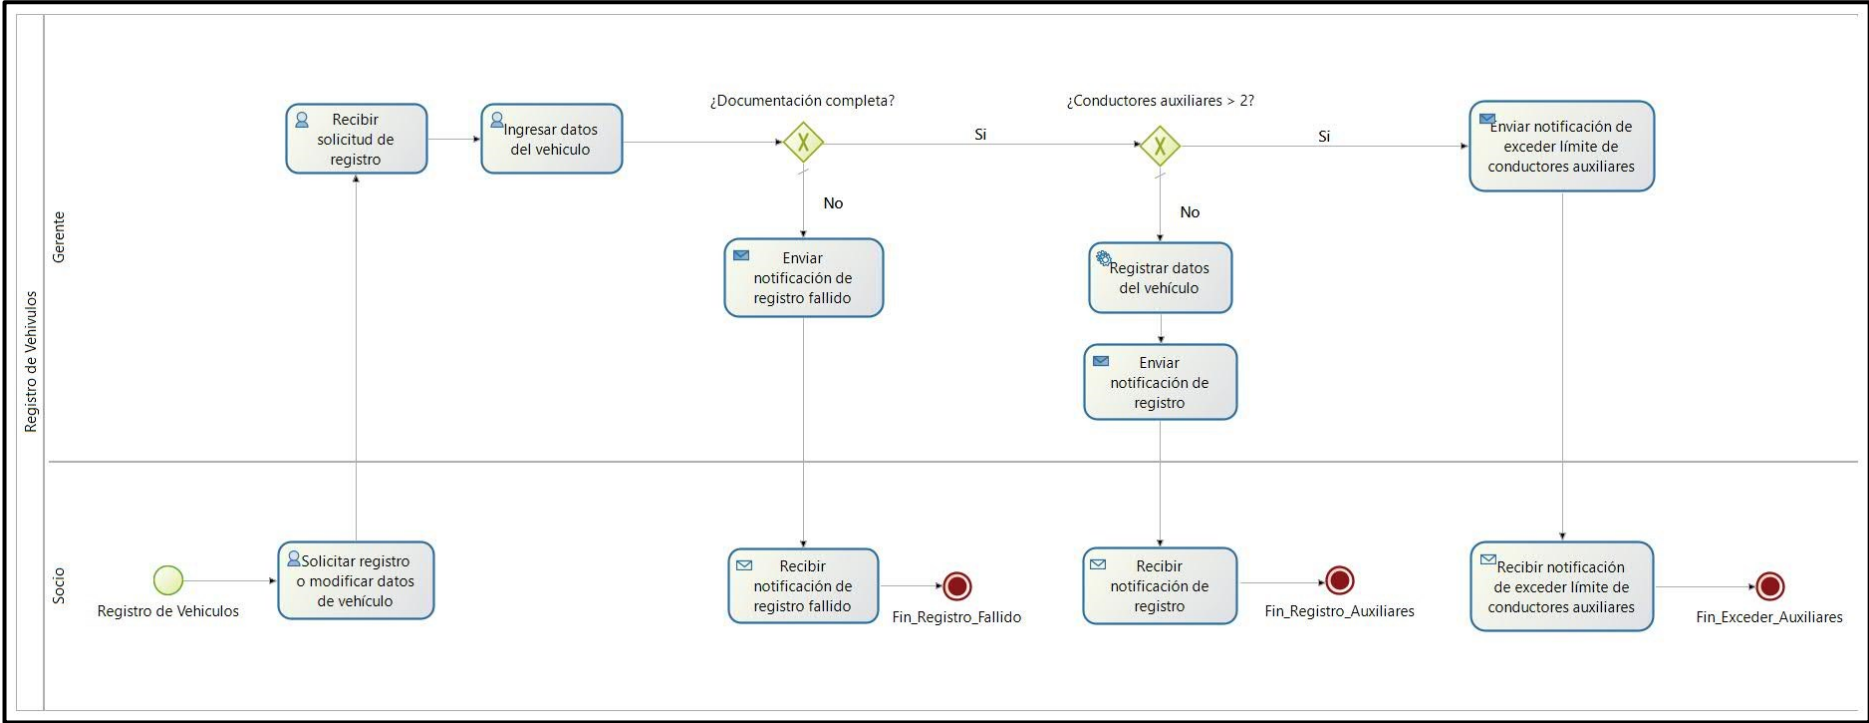 Registro de Vehivulos
Gerente
Socio
¿Documentación completa?
¿Conductores auxiliares > 2?
Recibir
solicitud de
registro
Ingresar datos
del vehiculo
Si
Si
Enviar notificación de
exceder límite de
conductores auxiliares
No
No
Enviar
notificación de
registro fallido
Registrar datos
del vehículo
Enviar
notificación de
registro
Registro de Vehiculos
Solicitar registro
o modificar datos
de vehículo
Recibir
notificación de
registro fallido
Fin_Registro_Fallido
Recibir
notificación de
registro
Fin_Registro_Auxiliares
Recibir notificación
de exceder límite de
conductores auxiliares
Fin_Exceder_Auxiliares